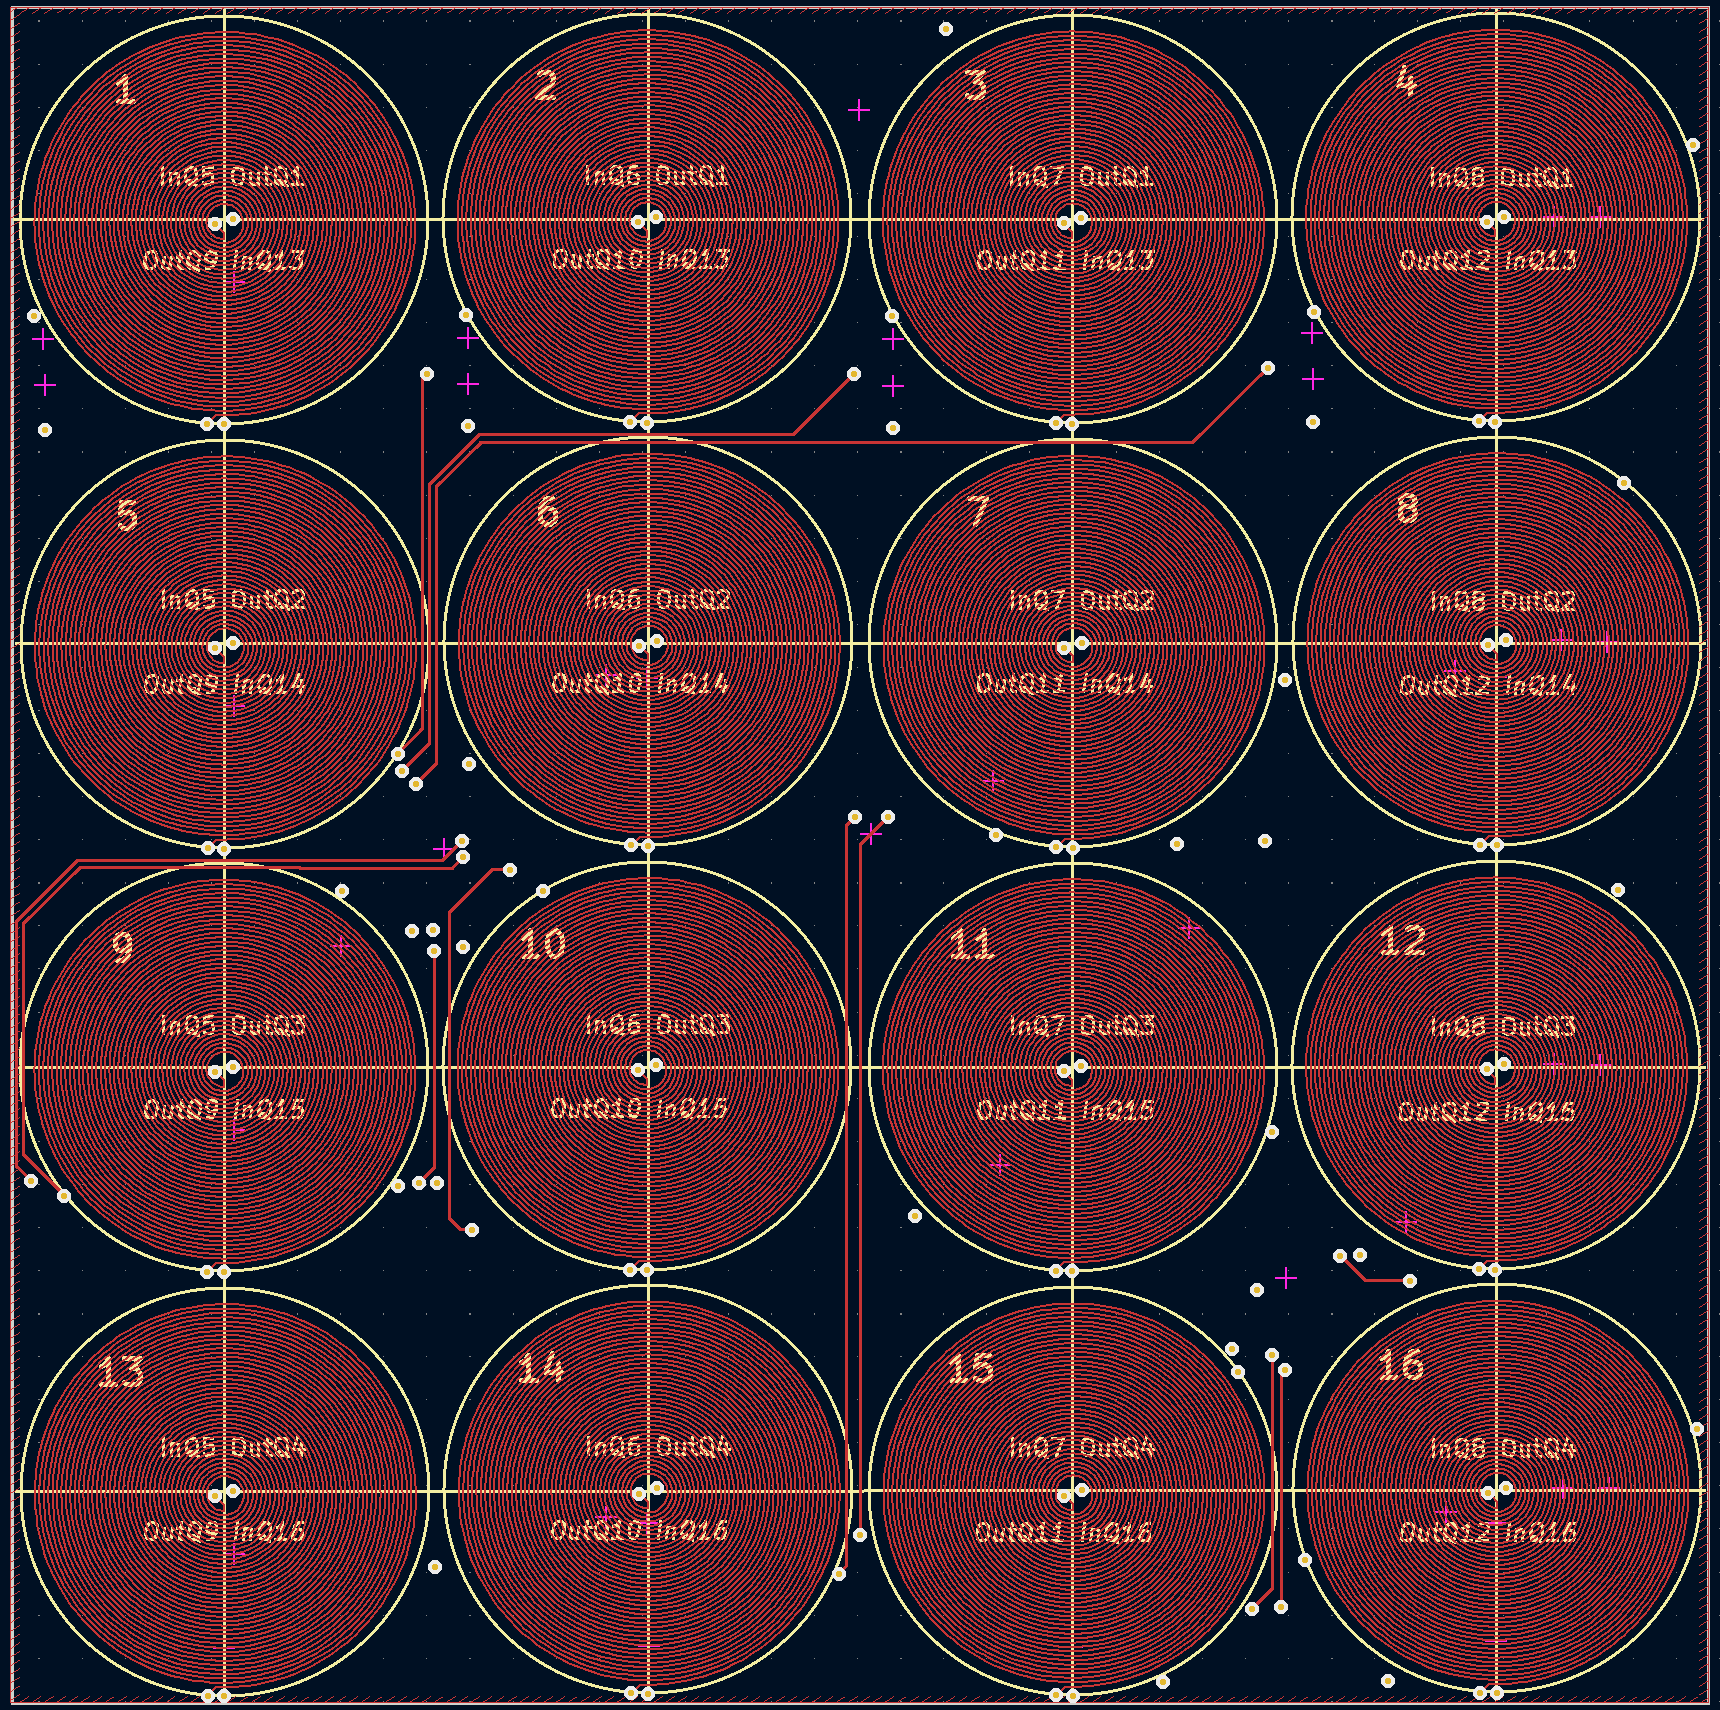 1
InQ5 OutQ1
OutQ9 InQ13
2
InQ6 OutQ1
OutQ10 InQ13
3
InQ7 OutQ1
OutQ11 InQ13
4
InQ8 OutQ1
OutQ12 InQ13
5
InQ5 OutQ2
OutQ9 InQ14
6
InQ6 OutQ2
OutQ10 InQ14
7
InQ7 OutQ2
OutQ11 InQ14
8
InQ8 OutQ2
OutQ12 InQ14
9
InQ5 OutQ3
OutQ9 InQ15
10
InQ6 OutQ3
OutQ10 InQ15
11
InQ7 OutQ3
OutQ11 InQ15
12
InQ8 OutQ3
OutQ12 InQ15
13
InQ5 OutQ4
OutQ9 InQ16
14
InQ6 OutQ4
OutQ10 InQ16
15
InQ7 OutQ4
OutQ11 InQ16
16
InQ8 OutQ4
OutQ12 InQ16